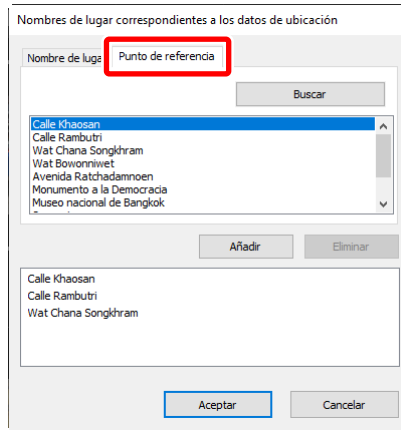 Nombres de lugar correspondientes a los datos de ubicación
Nombre de luga Punto de referencia
Buscar
Calle Khaosan
Calle Rambutri
Wat Chana Songkhram
Wat Bowonniwet
Avenida Ratchadamnoen
Monumento a la Democracia
Museo nacional de Bangkok
Añadir Eliminar
Calle Khaosan
Calle Rambutri
Wat Chana Songkhram
Aceptar Cancelar